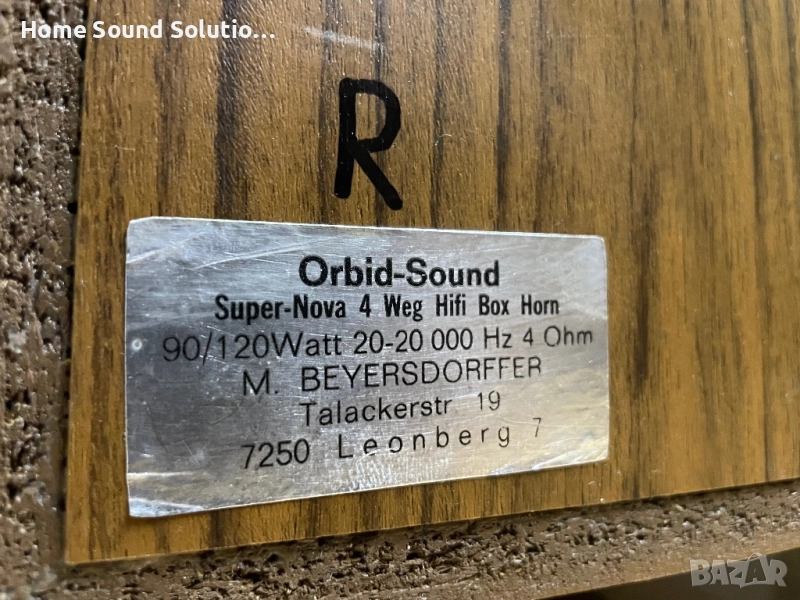 Home Sound Solutio...
R
Orbid-Sound
Super-Nova 4 Weg Hifi Box Horn
90/120Watt 20-20 000 Hz 4 Ohm
M. BEYERSDORFFER
Talackerstr 19
7250 Leonberg 7
BAZAR